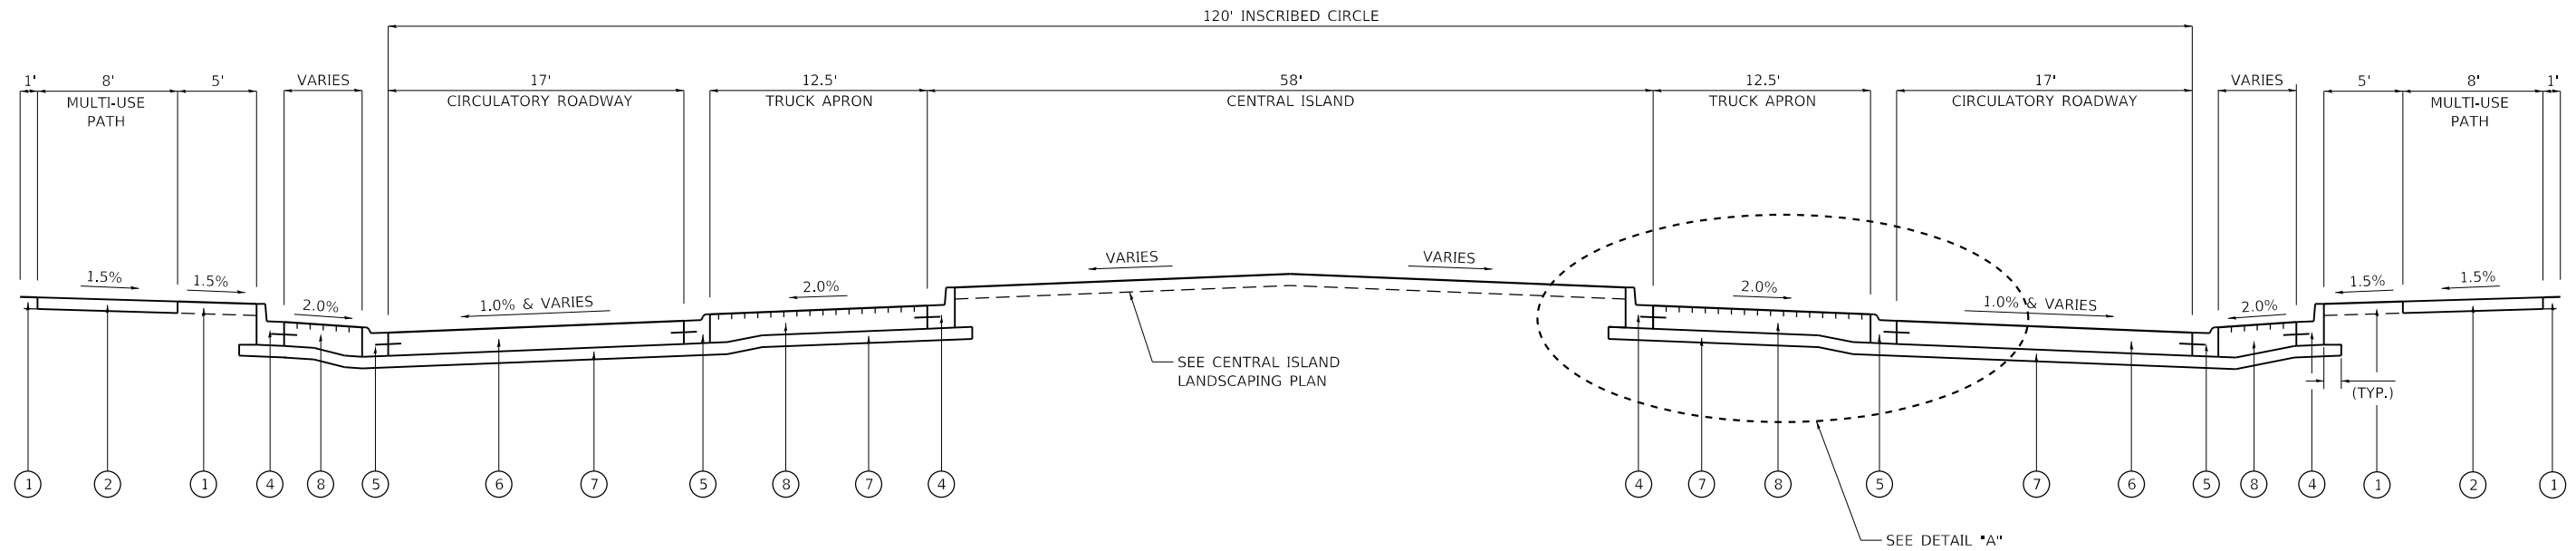 120' INSCRIBED CIRCLE
1' 8' 5' VARIES 17' 12.5' 58' 12.5' 17' VARIES 5' 8' 1'
MULTI-USE CIRCULATORY ROADWAY TRUCK APRON CENTRAL ISLAND TRUCK APRON CIRCULATORY ROADWAY MULTI-USE
PATH PATH
VARIES VARIES
1.5% 1.5% 2.0% 1.0% & VARIES 2.0% 2.0% 1.0% & VARIES 2.0% 1.5% 1.5%
SEE CENTRAL ISLAND
LANDSCAPING PLAN
(TYP.)
1 2 1 4 8 5 6 7 5 8 7 4 4 7 8 5 7 6 5 8 4 1 2 1
SEE DETAIL "A"